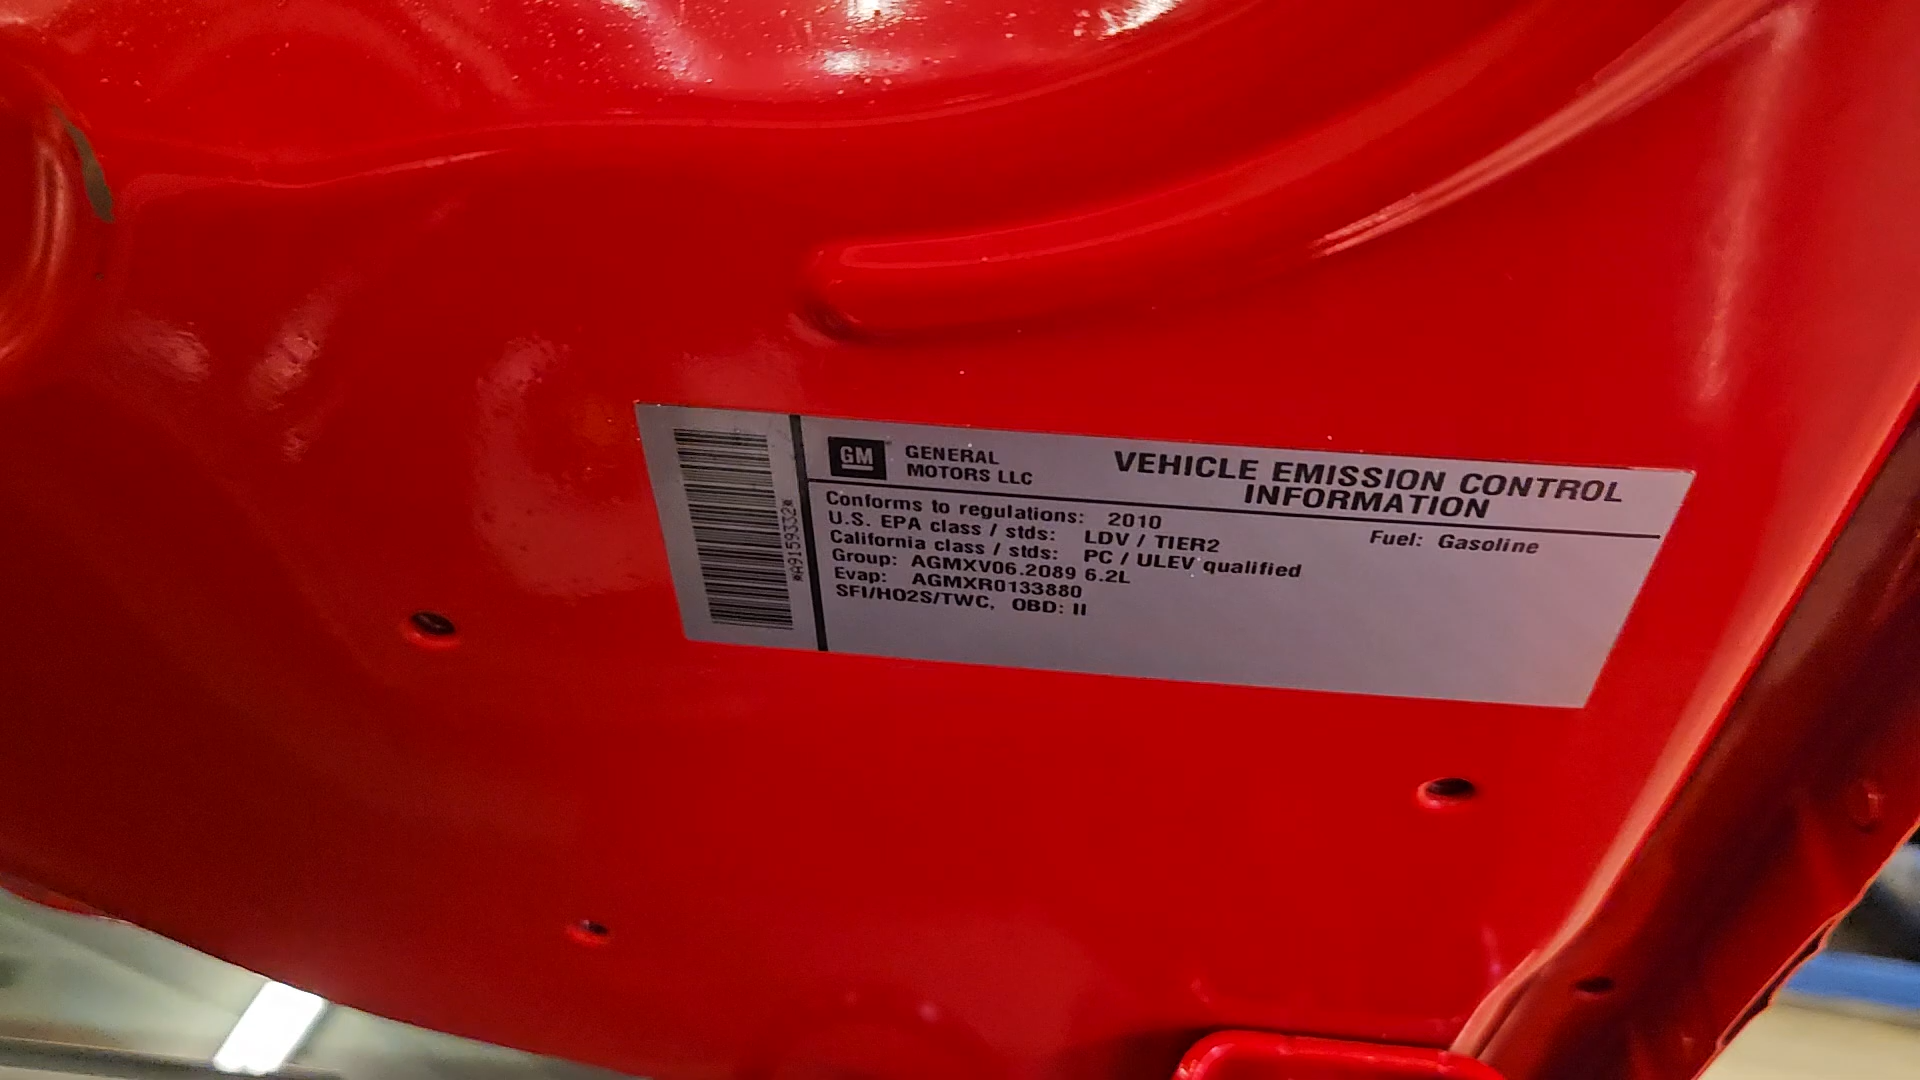 *A9159332*
GM GENERAL
MOTORS LLC
VEHICLE EMISSION CONTROL
INFORMATION
Conforms to regulations: 2010
Fuel: Gasoline
U.S. EPA class / stds: LDV / TIER2
California class / stds: PC / ULEV qualified
Group: AGMXV06.2089 6.2L
Evap: AGMXR0133880
SFI/HO2S/TWC, OBD: II